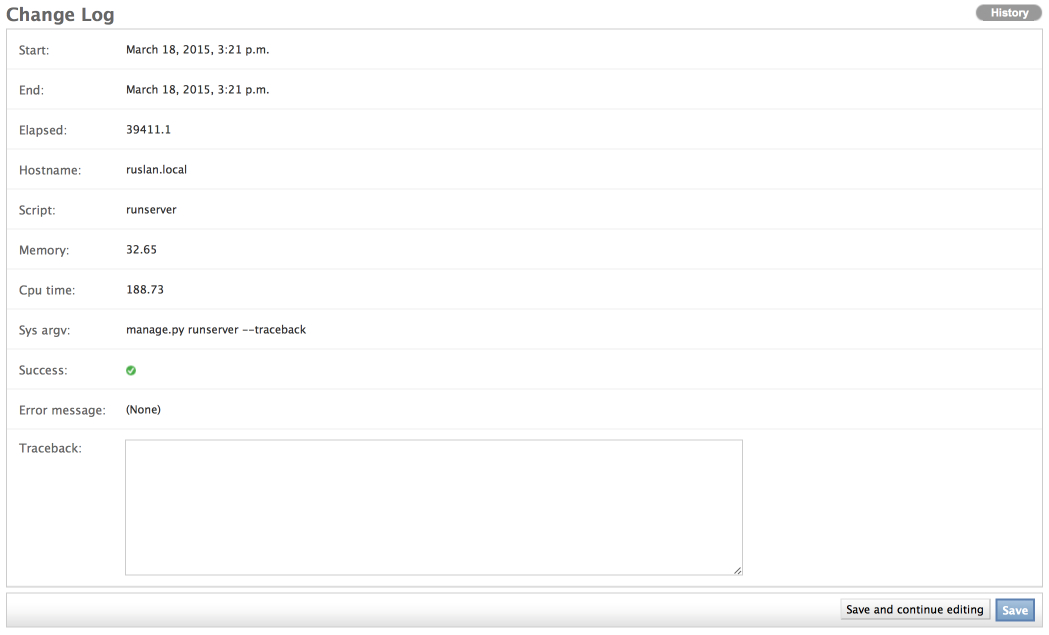 Change Log
History
Start: March 18, 2015, 3:21 p.m.
End: March 18, 2015, 3:21 p.m.
Elapsed: 39411.1
Hostname: ruslan.local
Script: runserver
Memory: 32.65
Cpu time: 188.73
Sys argv: manage.py runserver --traceback
Success:
Error message: (None)
Traceback:
Save and continue editing Save